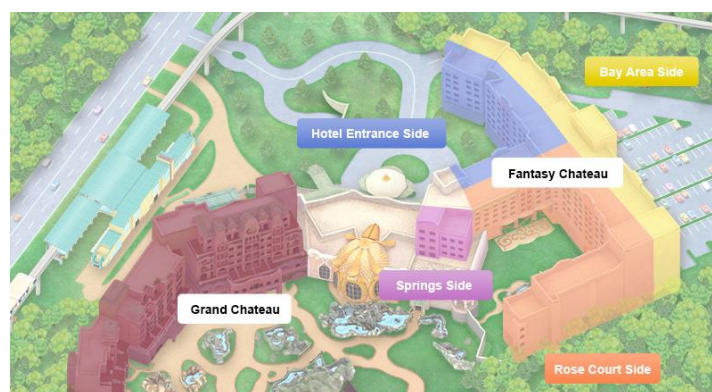 Bay Area Side
Hotel Entrance Side
Fantasy Chateau
Springs Side
Grand Chateau
Rose Court Side